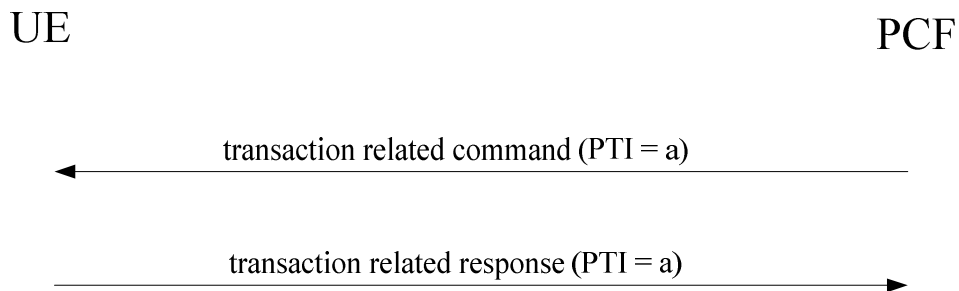 UE
PCF
transaction related command (PTI = a)
transaction related response (PTI = a)